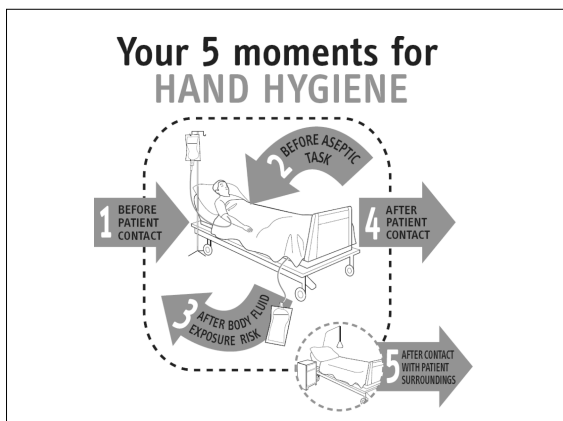 Your 5 moments for
HAND HYGIENE
1
BEFORE
PATIENT
CONTACT
2
BEFORE ASEPTIC
TASK
3
AFTER BODY FLUID
EXPOSURE RISK
4
AFTER
PATIENT
CONTACT
5
AFTER CONTACT
WITH PATIENT
SURROUNDINGS